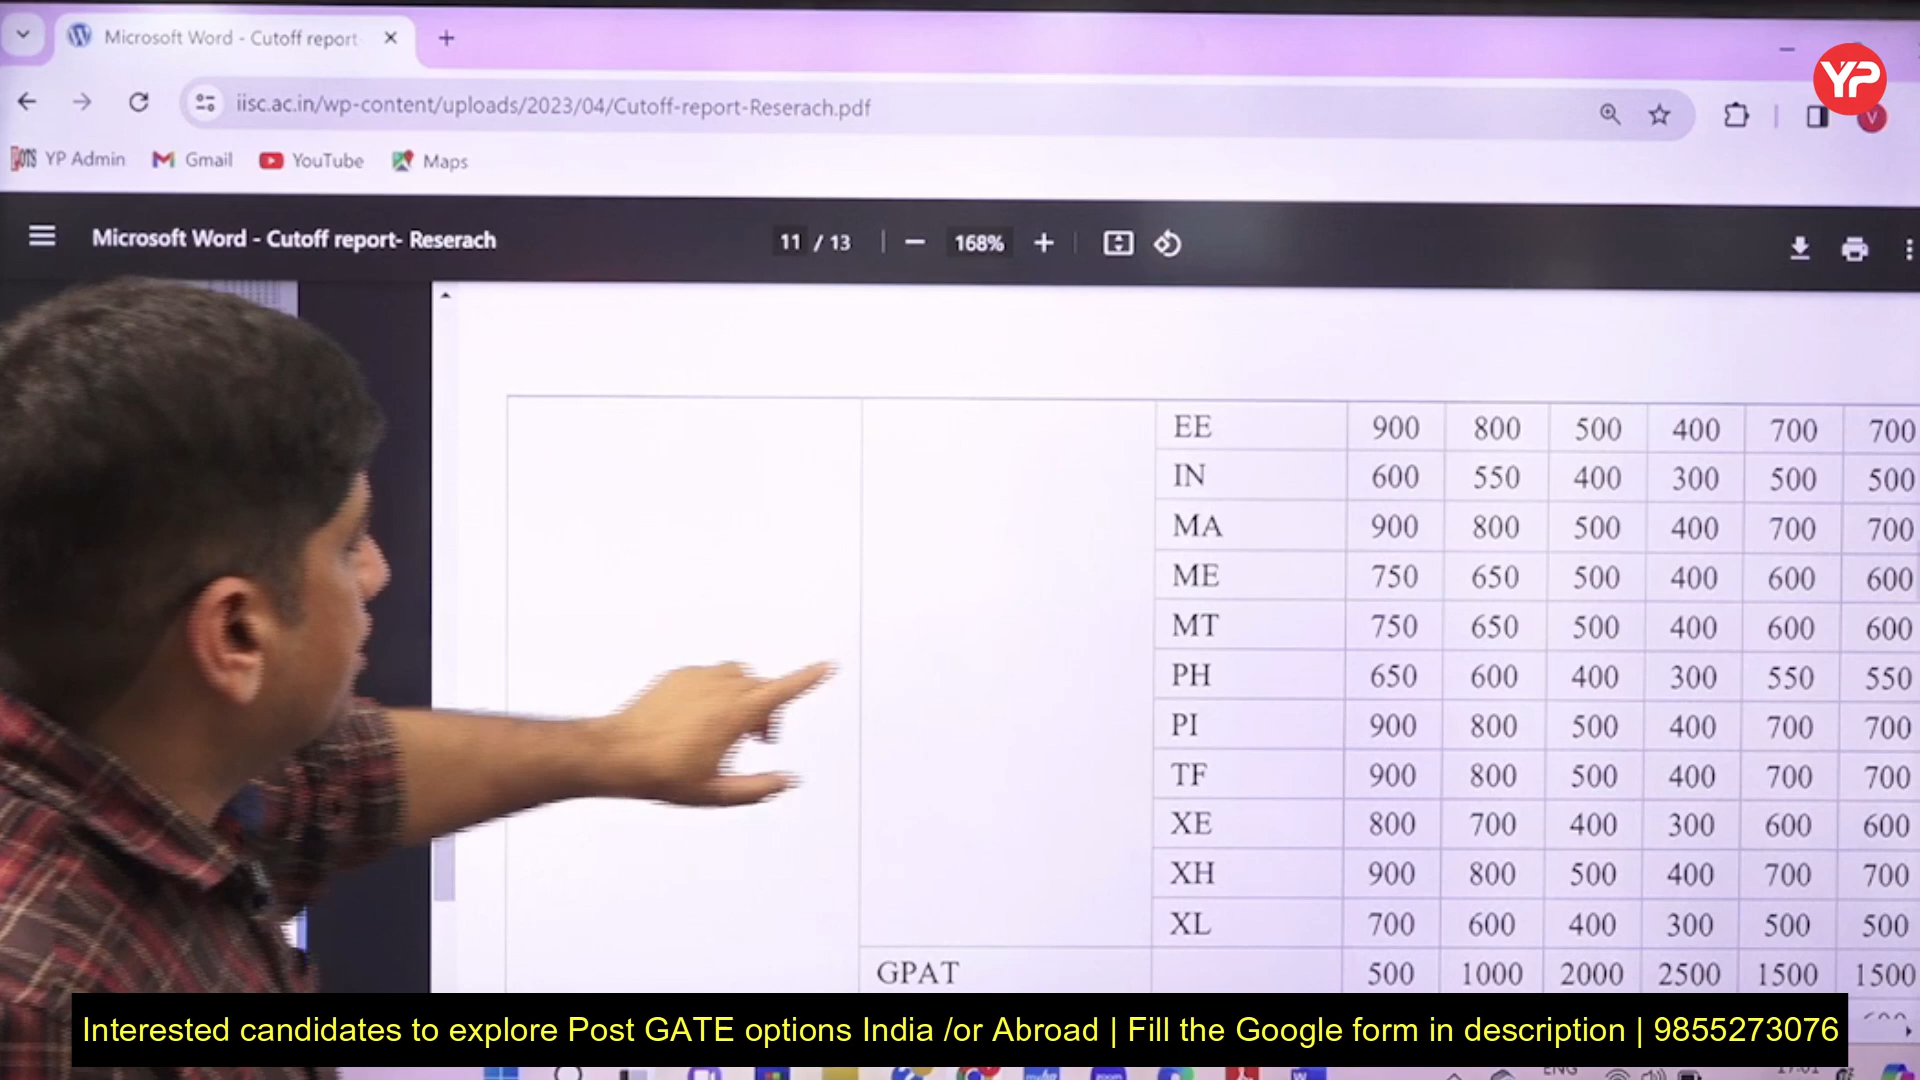 Microsoft Word - Cutoff report
YP
iisc.ac.in/wp-content/uploads/2023/04/Cutoff-report-Reserach.pdf
V
YP Admin Gmail YouTube Maps
Microsoft Word - Cutoff report- Reserach 11 / 13 168%
EE 900 800 500 400 700 700
IN 600 550 400 300 500 500
MA 900 800 500 400 700 700
ME 750 650 500 400 600 600
MT 750 650 500 400 600 600
PH 650 600 400 300 550 550
PI 900 800 500 400 700 700
TF 900 800 500 400 700 700
XE 800 700 400 300 600 600
XH 900 800 500 400 700 700
XL 700 600 400 300 500 500
GPAT 500 1000 2000 2500 1500 1500
Interested candidates to explore Post GATE options India /or Abroad | Fill the Google form in description | 9855273076